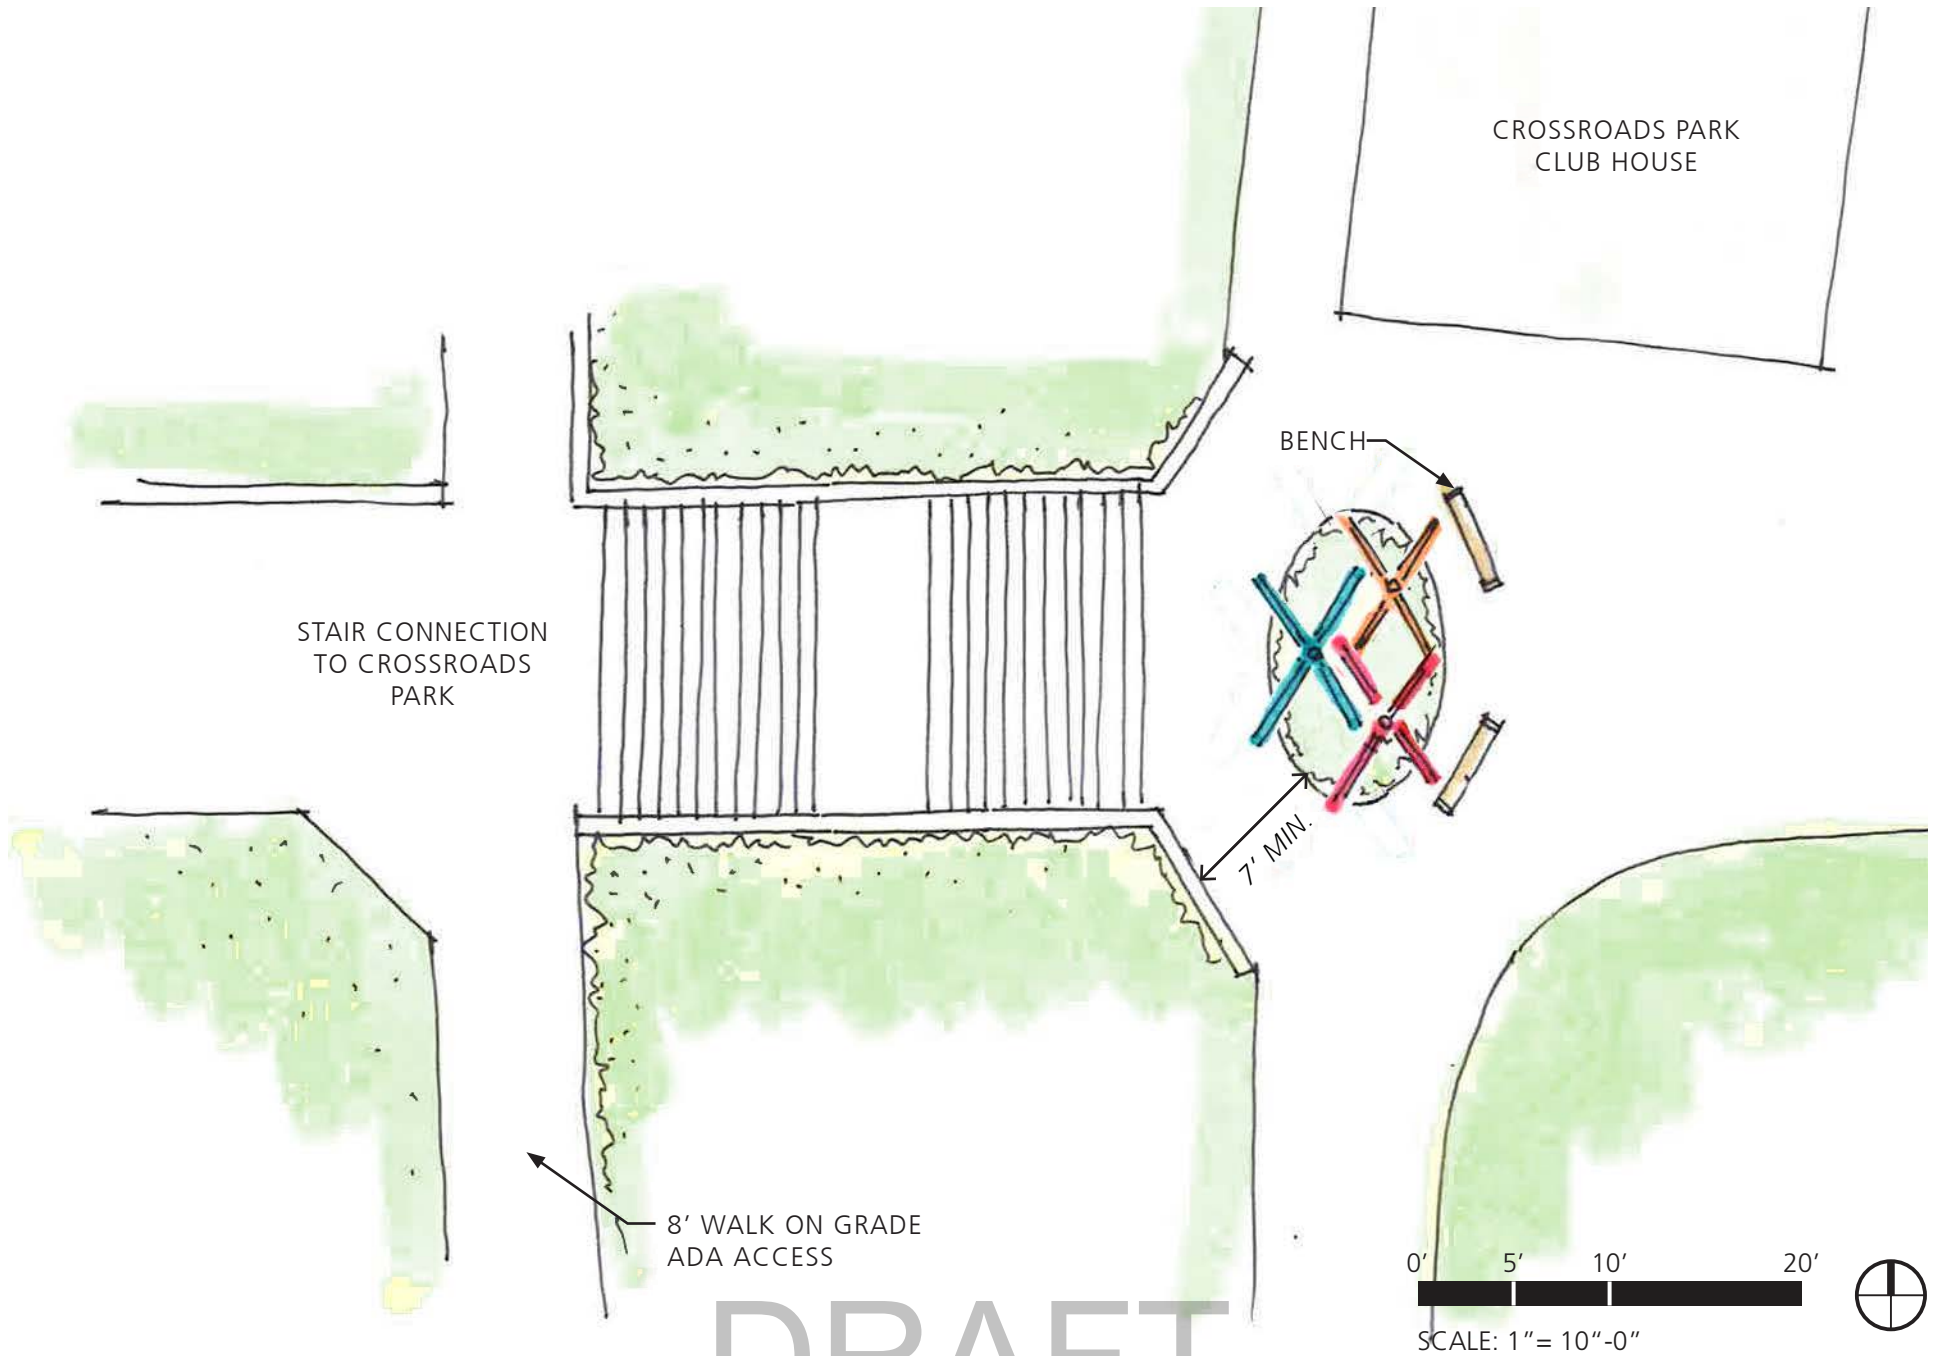 CROSSROADS PARK
CLUB HOUSE
BENCH
STAIR CONNECTION
TO CROSSROADS
PARK
7’ MIN.
8’ WALK ON GRADE
ADA ACCESS
0’ 5’ 10’ 20’
SCALE: 1”= 10“-0”
DRAFT